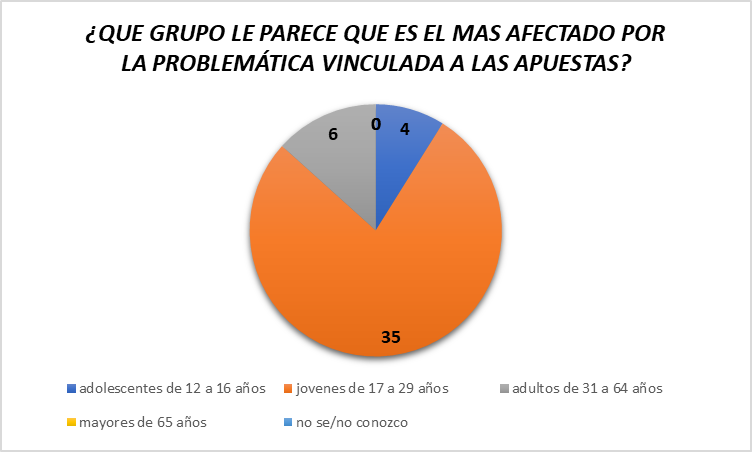 ¿QUE GRUPO LE PARECE QUE ES EL MAS AFECTADO POR
LA PROBLEMÁTICA VINCULADA A LAS APUESTAS?
0
4
6
35
adolescentes de 12 a 16 años
jovenes de 17 a 29 años
adultos de 31 a 64 años
mayores de 65 años
no se/no conozco